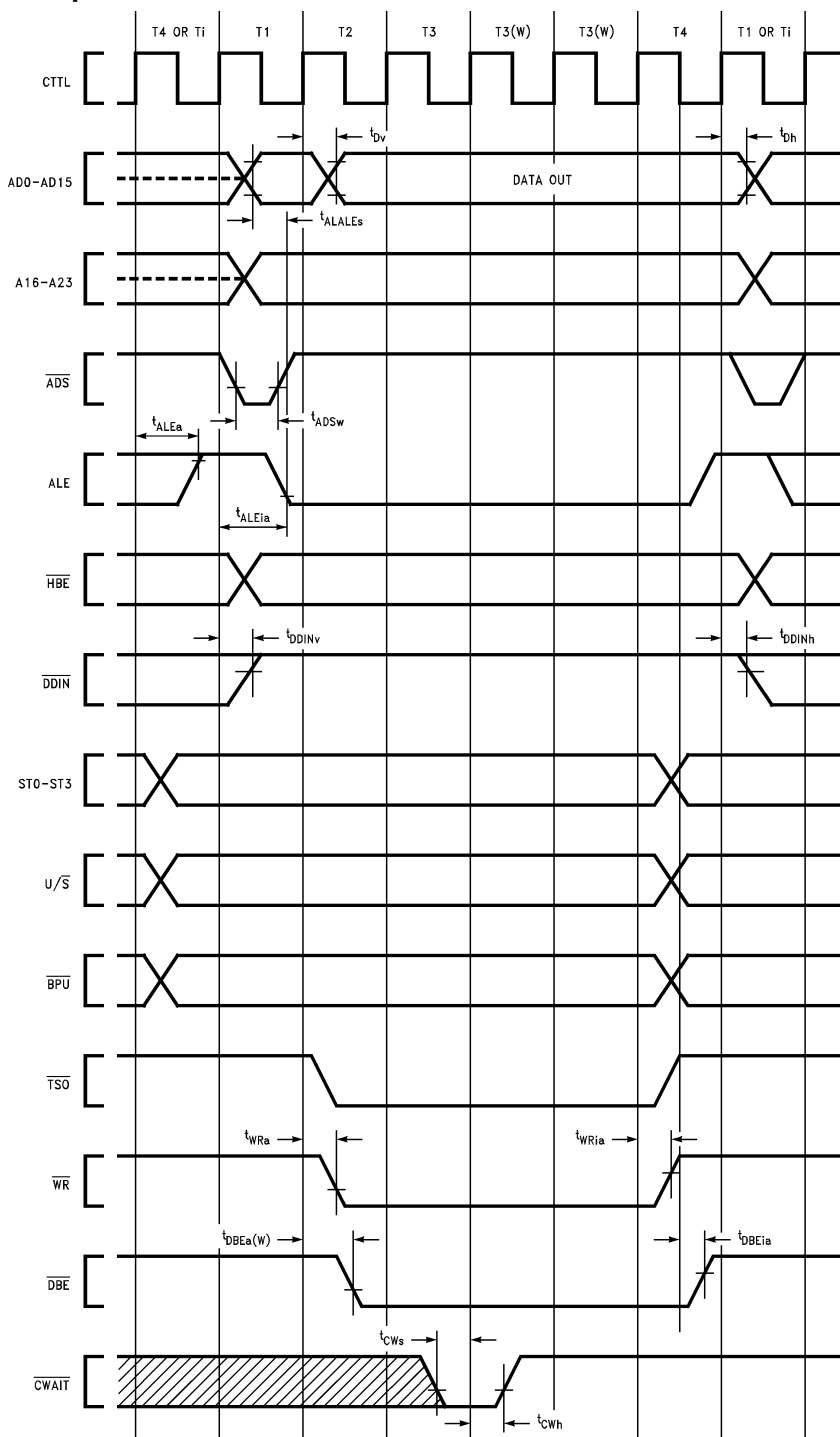 T4 OR Ti T1 T2 T3 T3(W) T3(W) T4 T1 OR Ti
CTTL
tDv tDh
AD0-AD15 DATA OUT
tALALEs
A16-A23
ADS
tALEa tADSw
ALE
tALEia
HBE
tDDINv tDDINh
DDIN
ST0-ST3
U/S
BPU
TSO
tWRa tWRia
WR
tDBEa(W) tDBEia
DBE
tCWs
CWAIT
tCWh